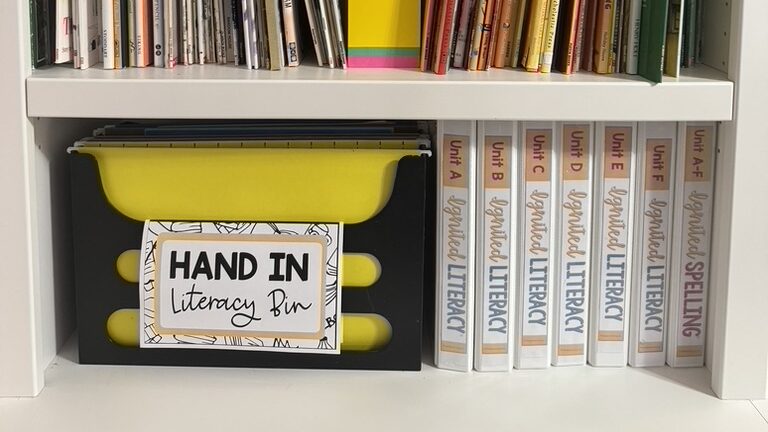 HAND IN
Literacy Bin
Unit A
Ignited LITERACY
Unit B
Ignited LITERACY
Unit C
Ignited LITERACY
Unit D
Ignited LITERACY
Unit E
Ignited LITERACY
Unit F
Ignited LITERACY
Unit A-F
Ignited SPELLING